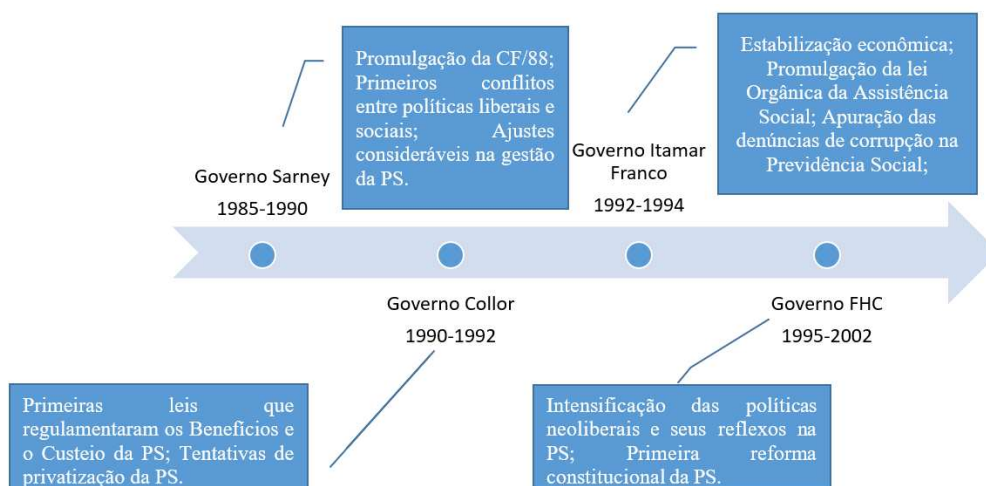 Promulgação da CF/88;
Primeiros conflitos
entre políticas liberais e
sociais; Ajustes
consideráveis na gestão
da PS.
Estabilização econômica;
Promulgação da lei
Orgânica da Assistência
Social; Apuração das
denúncias de corrupção na
Previdência Social;
Governo Sarney
1985-1990
Governo Itamar
Franco
1992-1994
Governo Collor
1990-1992
Governo FHC
1995-2002
Primeiras leis que
regulamentaram os Benefícios e
o Custeio da PS; Tentativas de
privatização da PS.
Intensificação das políticas
neoliberais e seus reflexos na
PS; Primeira reforma
constitucional da PS.